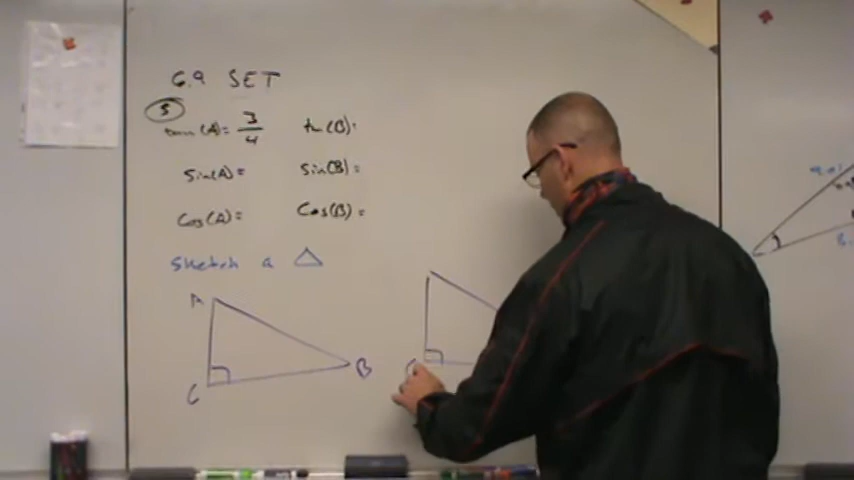 6.9 SET
5
tan(A)= 3/4 tan(B)=
sin(A)= sin(B)=
Cos(A)= Cos(B)=
Sketch a △
A
B
C
C